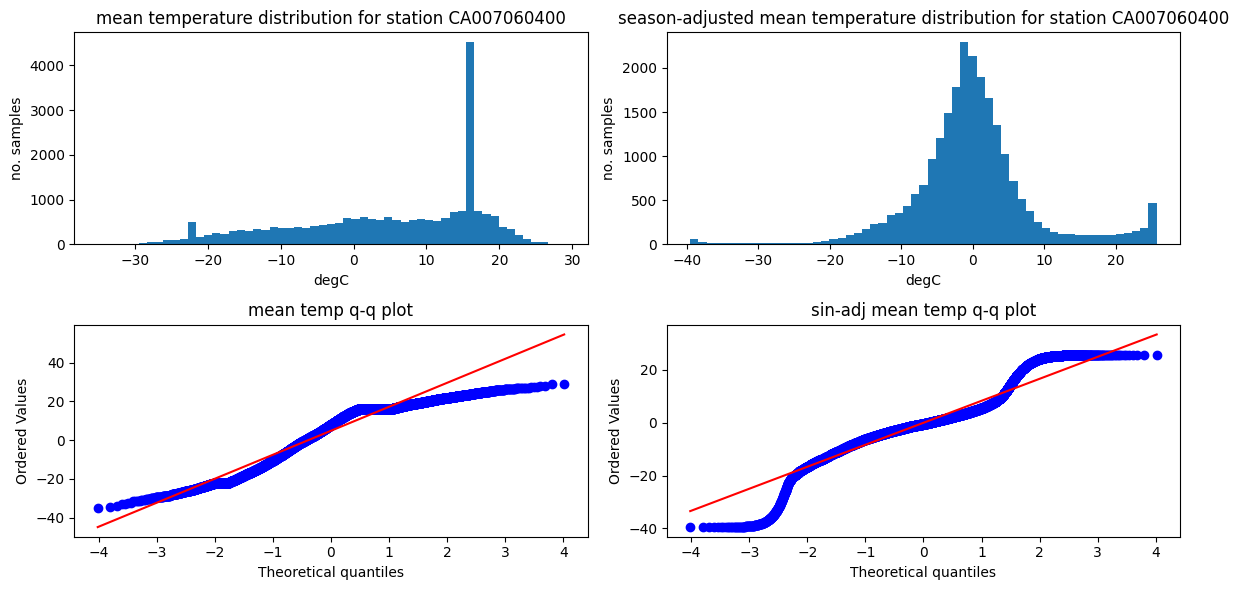 mean temperature distribution for station CA007060400
no. samples
4000
3000
2000
1000
0
−30 −20 −10 0 10 20 30
degC
season-adjusted mean temperature distribution for station CA007060400
no. samples
2000
1500
1000
500
0
−40 −30 −20 −10 0 10 20
degC
mean temp q-q plot
Ordered Values
40
20
0
−20
−40
−4 −3 −2 −1 0 1 2 3 4
Theoretical quantiles
sin-adj mean temp q-q plot
Ordered Values
20
0
−20
−40
−4 −3 −2 −1 0 1 2 3 4
Theoretical quantiles